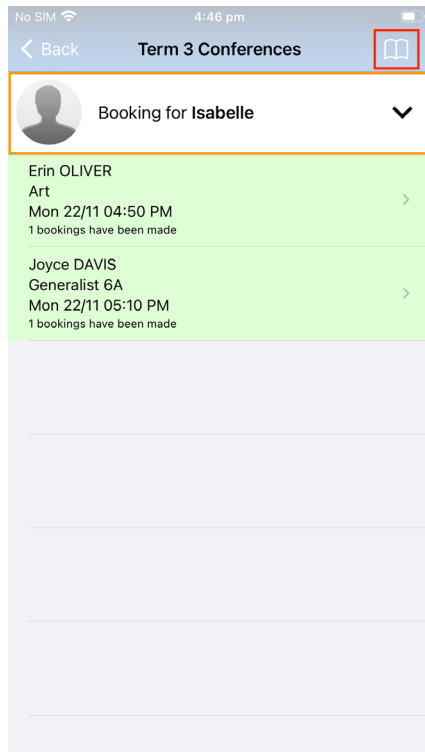 No SIM 4:46 pm
Back Term 3 Conferences
Booking for Isabelle
Erin OLIVER
Art
Mon 22/11 04:50 PM
1 bookings have been made
Joyce DAVIS
Generalist 6A
Mon 22/11 05:10 PM
1 bookings have been made